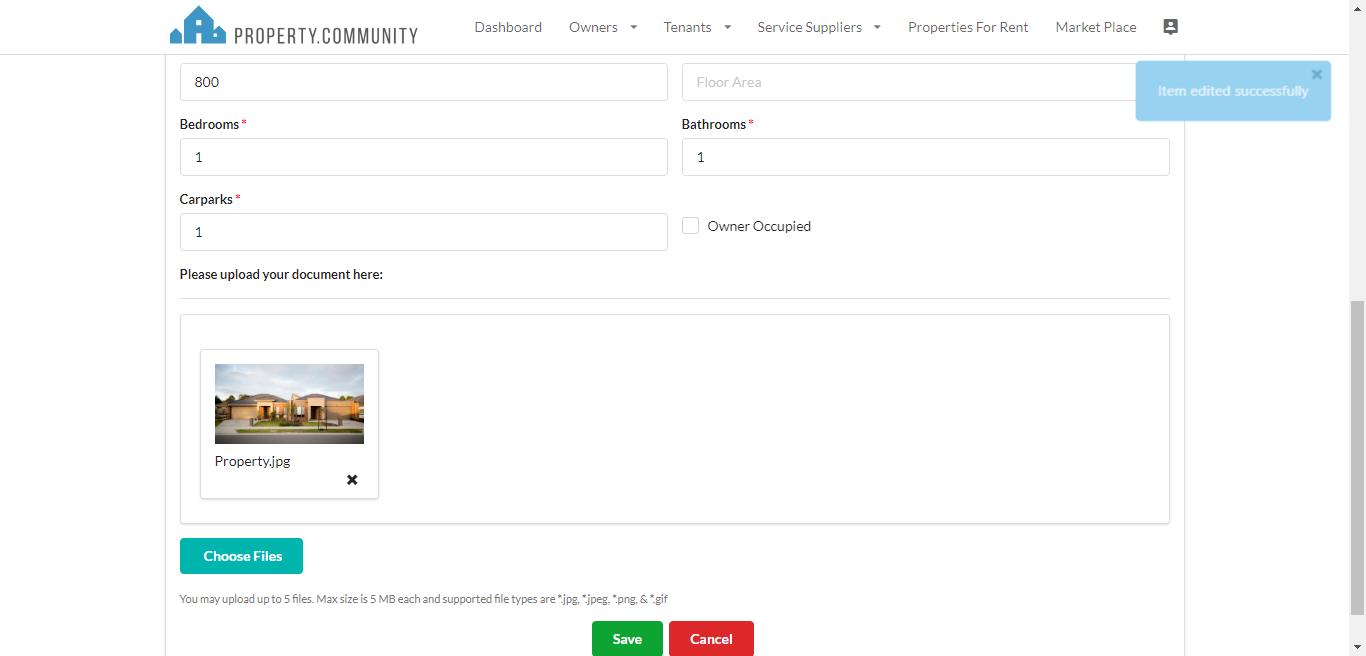 PROPERTY.COMMUNITY Dashboard Owners Tenants Service Suppliers Properties For Rent Market Place
Item edited successfully
800 Floor Area
Bedrooms * Bathrooms *
1 1
Carparks *
1 Owner Occupied
Please upload your document here:
Property.jpg
Choose Files
You may upload up to 5 files. Max size is 5 MB each and supported file types are *.jpg, *.jpeg, *.png, & *.gif
Save Cancel